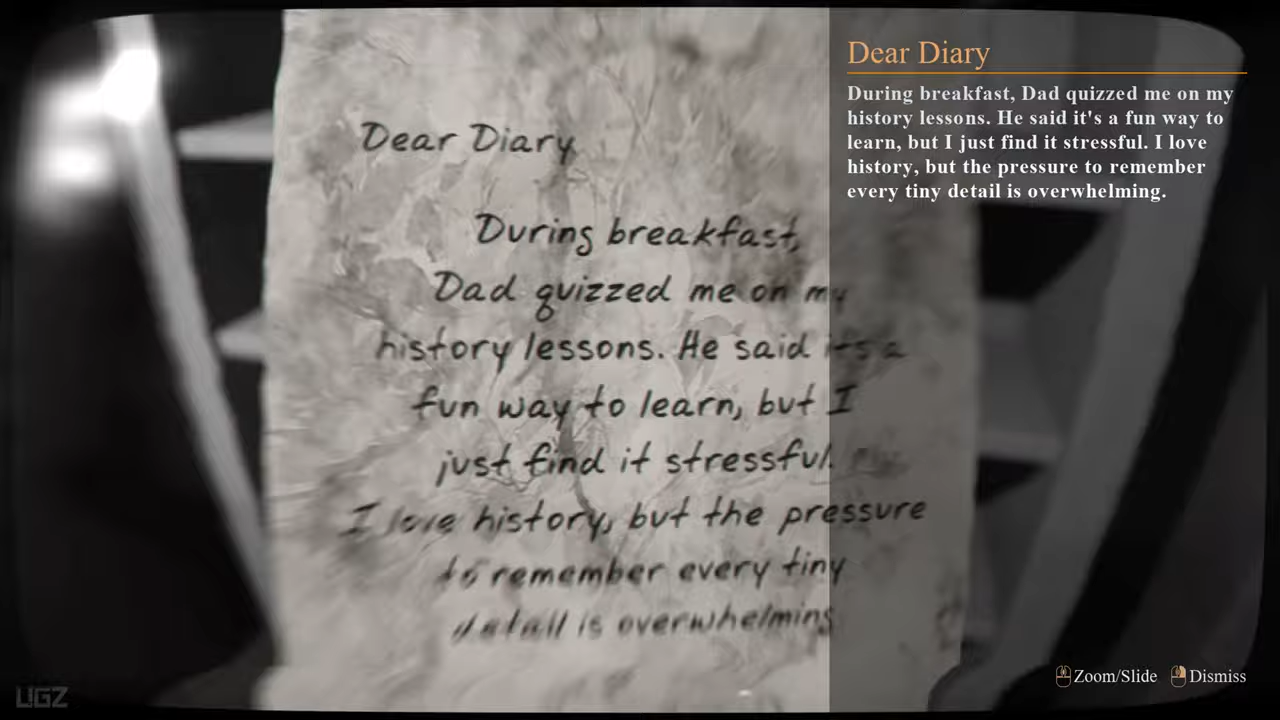 Dear Diary
During breakfast,
Dad quizzed me on my
history lessons. He said it's a
fun way to learn, but I
just find it stressful.
I love history, but the pressure
to remember every tiny
detail is overwhelming
Dear Diary
During breakfast, Dad quizzed me on my
history lessons. He said it's a fun way to
learn, but I just find it stressful. I love
history, but the pressure to remember
every tiny detail is overwhelming.
Zoom/Slide Dismiss
UGZ